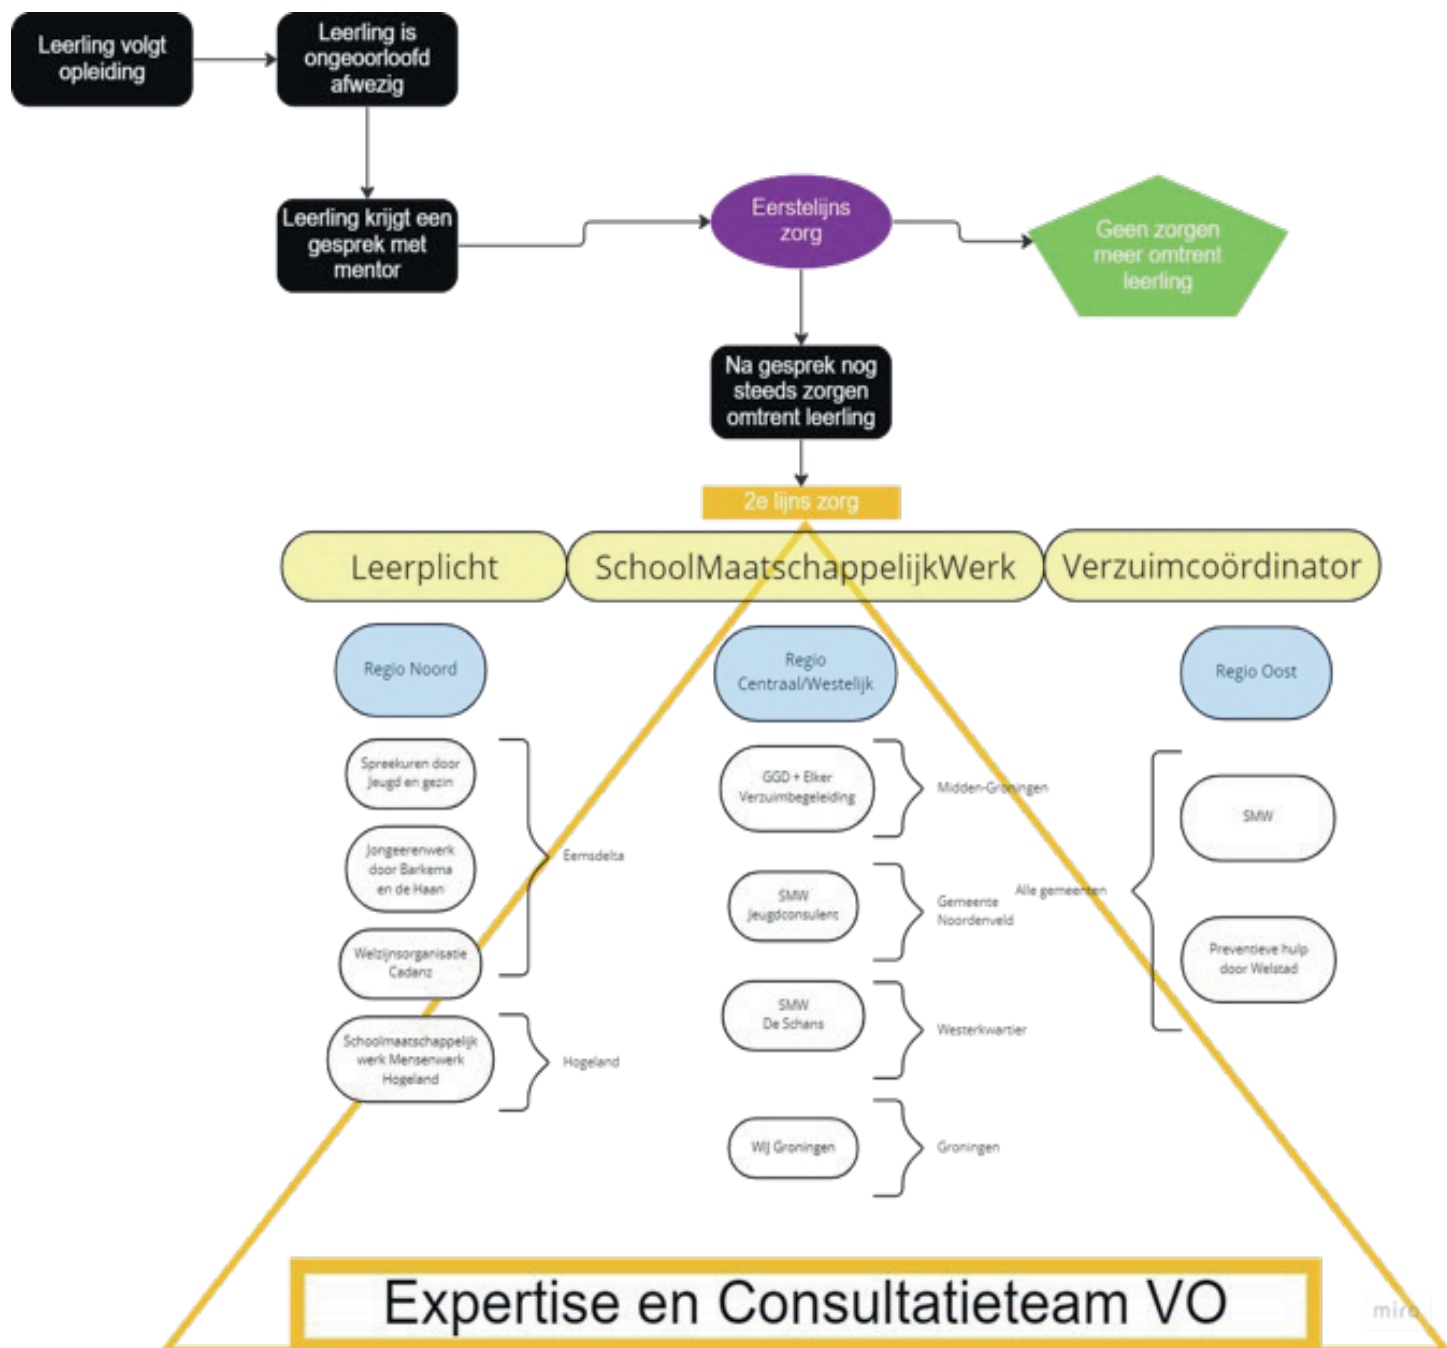 Leerling volgt
opleiding
Leerling is
ongeoorloofd
afwezig
Leerling krijgt een
gesprek met
mentor
Eerstelijns
zorg
Geen zorgen
meer omtrent
leerling
Na gesprek nog
steeds zorgen
omtrent leerling
2e lijns zorg
Leerplicht
SchoolMaatschappelijkWerk
Verzuimcoördinator
Regio Noord
Spreekuren door
Jeugd en gezin
Jongeerenwerk
door Barkema
en de Haan
Welzijnsorganisatie
Cadanz
Eemsdelta
Schoolmaatschappelijk
werk Mensenwerk
Hogeland
Hogeland
Regio
Centraal/Westelijk
GGD + Elker
Verzuimbegeleiding
Midden-Groningen
SMW
Jeugdconsulent
Gemeente
Noordenveld
SMW
De Schans
Westerkwartier
WIJ Groningen
Groningen
Regio Oost
Alle gemeenten
SMW
Preventieve hulp
door Welstad
Expertise en Consultatieteam VO
miro